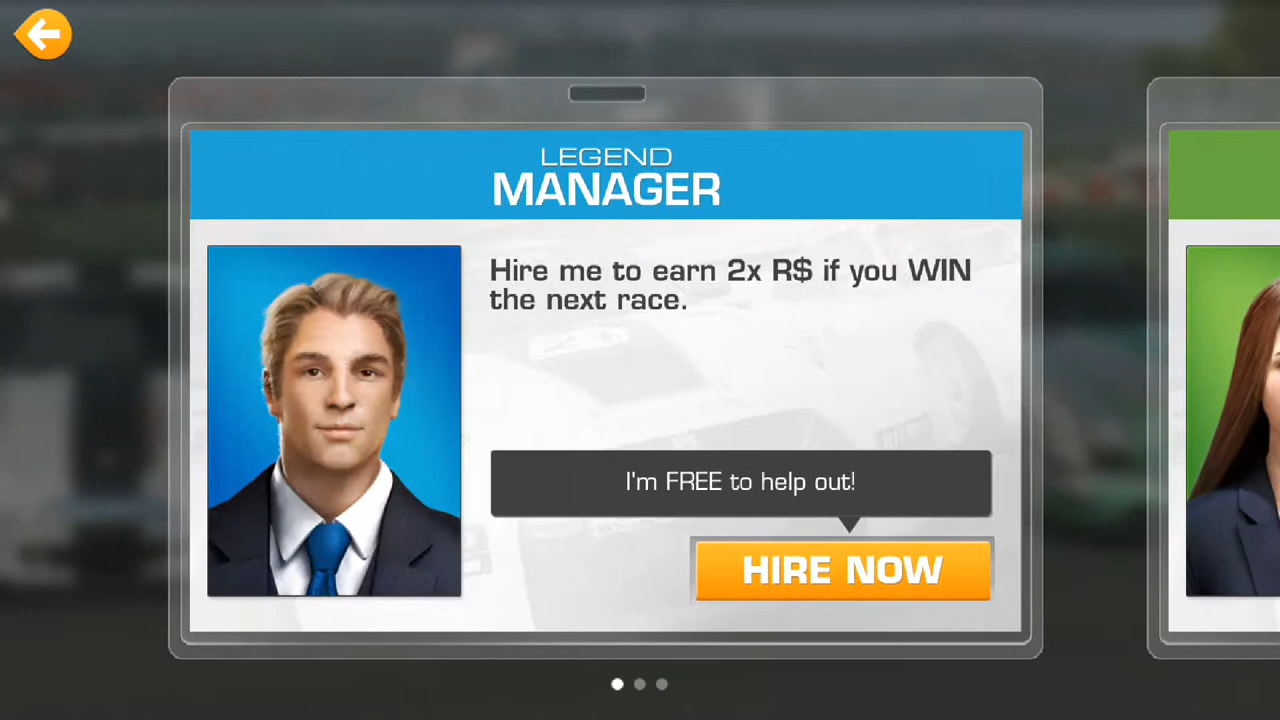 LEGEND
MANAGER
Hire me to earn 2x R$ if you WIN
the next race.
I'm FREE to help out!
HIRE NOW